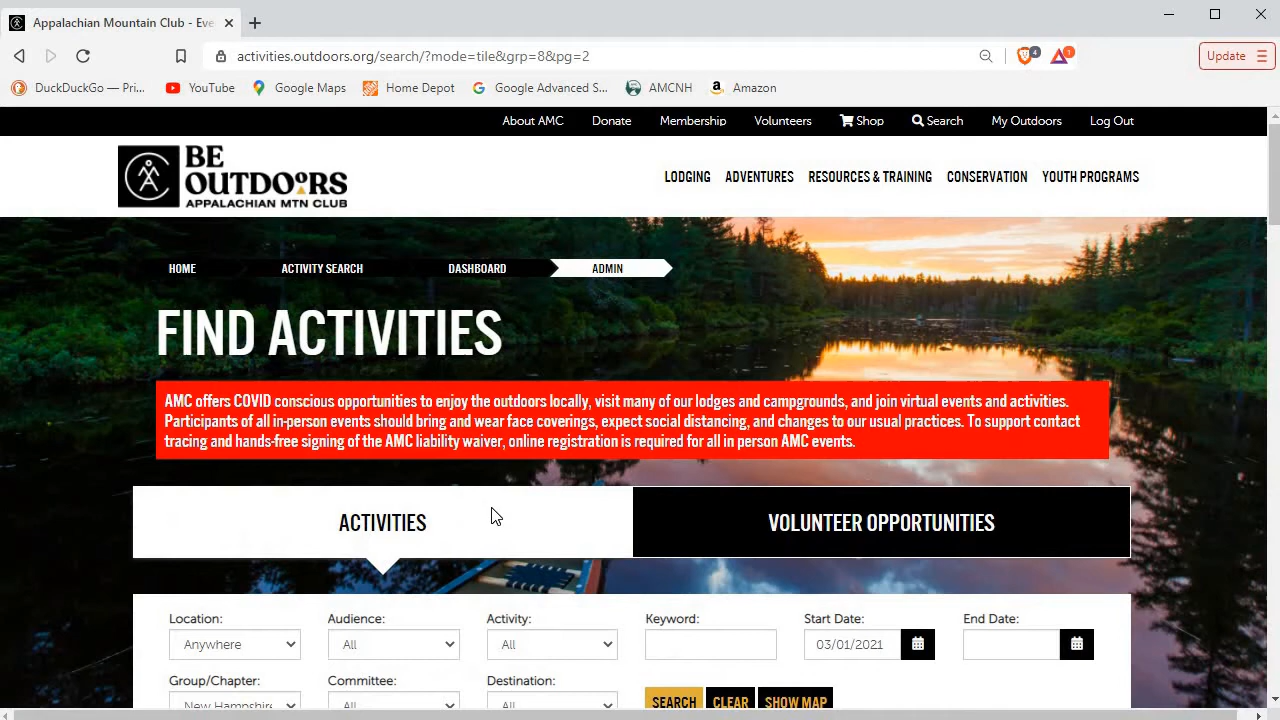 Appalachian Mountain Club - Eve
activities.outdoors.org/search/?mode=tile&grp=8&pg=2
4
1
Update
DuckDuckGo — Pri...
YouTube
Google Maps
Home Depot
Google Advanced S...
AMCNH
Amazon
About AMC
Donate
Membership
Volunteers
Shop
Search
My Outdoors
Log Out
BE
OUTDOORS
APPALACHIAN MTN CLUB
LODGING
ADVENTURES
RESOURCES & TRAINING
CONSERVATION
YOUTH PROGRAMS
HOME
ACTIVITY SEARCH
DASHBOARD
ADMIN
FIND ACTIVITIES
AMC offers COVID conscious opportunities to enjoy the outdoors locally, visit many of our lodges and campgrounds, and join virtual events and activities.
Participants of all in-person events should bring and wear face coverings, expect social distancing, and changes to our usual practices. To support contact
tracing and hands-free signing of the AMC liability waiver, online registration is required for all in person AMC events.
ACTIVITIES
VOLUNTEER OPPORTUNITIES
Location:
Audience:
Activity:
Keyword:
Start Date:
End Date:
Anywhere
All
All
03/01/2021
Group/Chapter:
Committee:
Destination:
New Hampshire
All
All
SEARCH
CLEAR
SHOW MAP